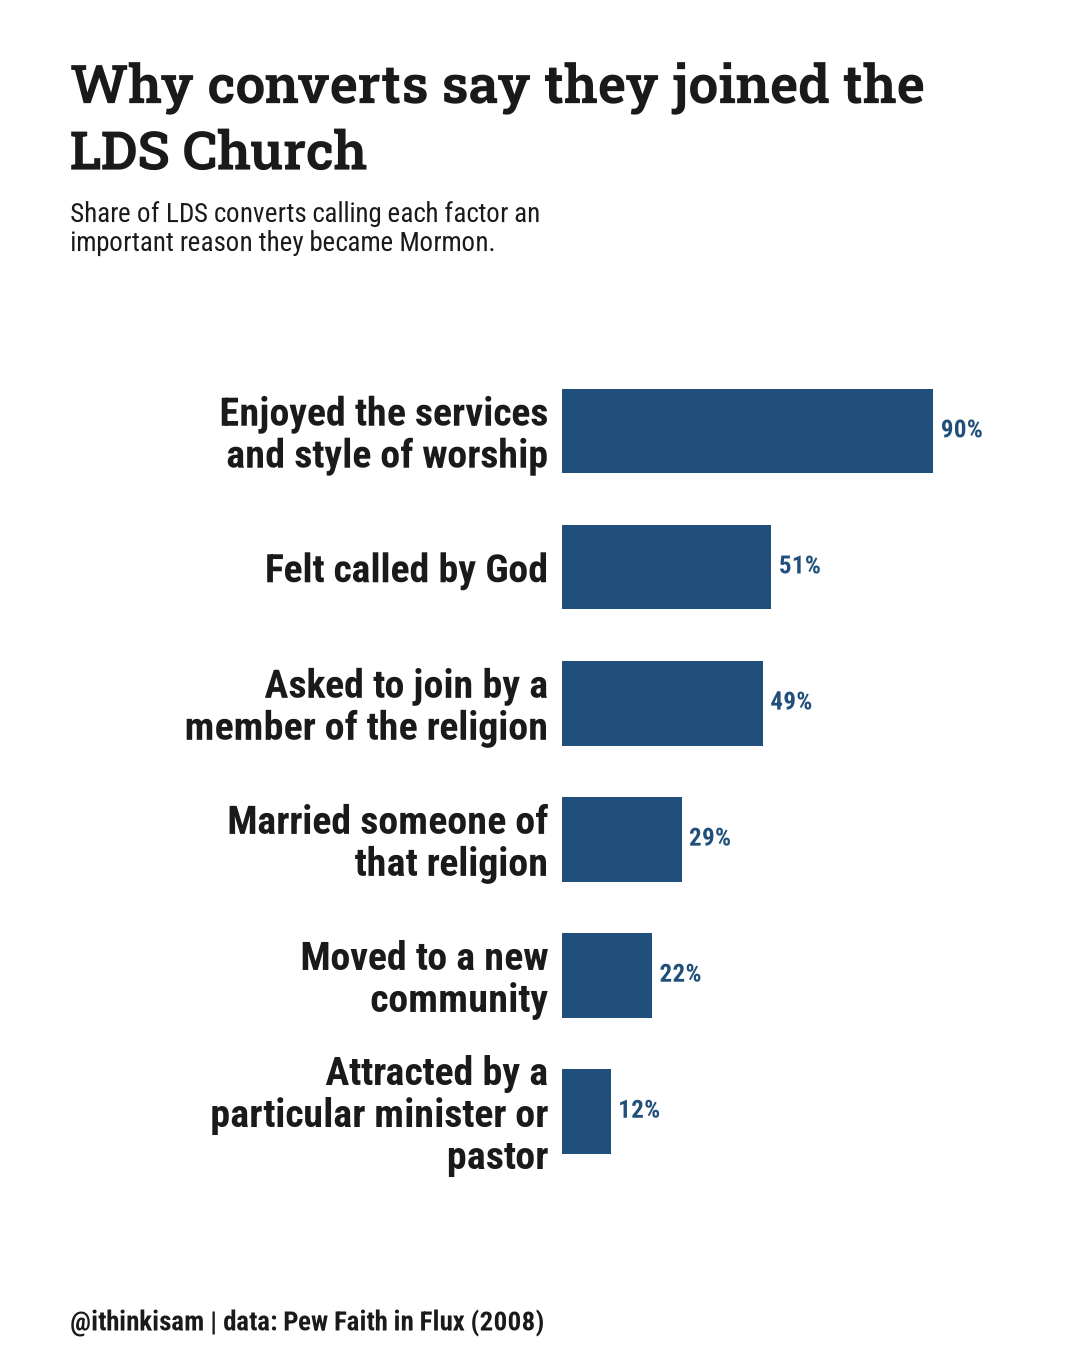 Why converts say they joined the
LDS Church
Share of LDS converts calling each factor an
important reason they became Mormon.
Enjoyed the services
and style of worship
90%
Felt called by God
51%
Asked to join by a
member of the religion
49%
Married someone of
that religion
29%
Moved to a new
community
22%
Attracted by a
particular minister or
pastor
12%
@ithinkisam | data: Pew Faith in Flux (2008)